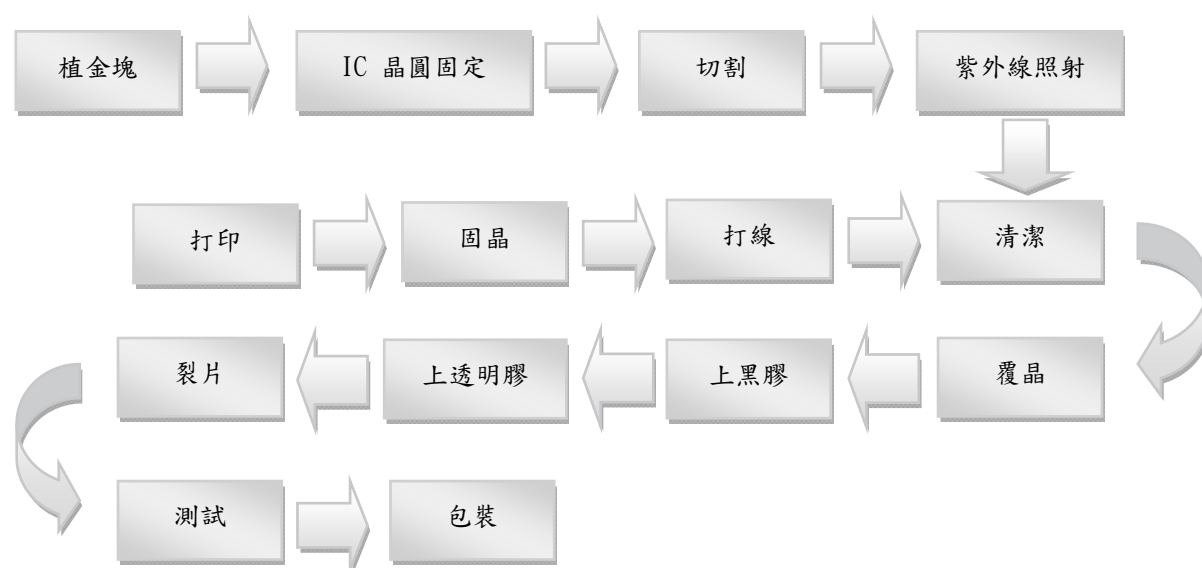 植金塊
IC 晶圓固定
切割
紫外線照射
打印
固晶
打線
清潔
裂片
上透明膠
上黑膠
覆晶
測試
包裝